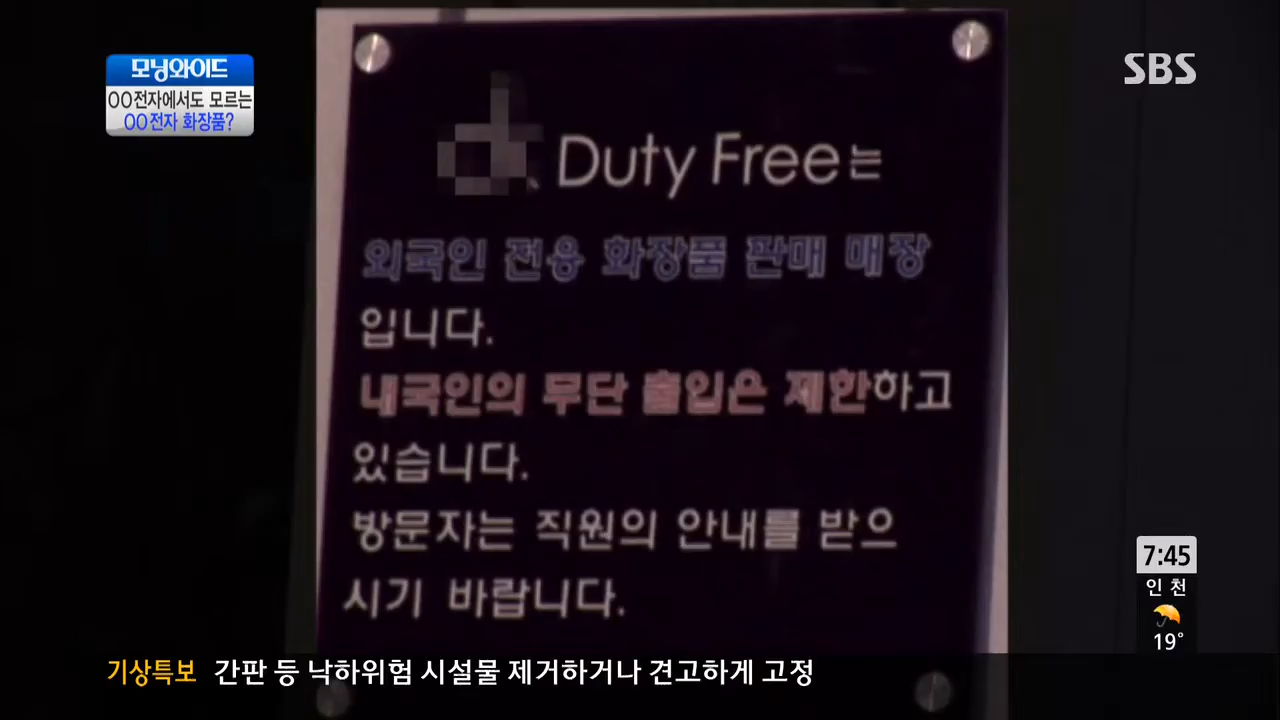 모닝와이드
OO전자에서도 모르는
OO전자 화장품?
SBS
Duty Free는
외국인 전용 화장품 판매 매장
입니다.
내국인의 무단 출입은 제한하고
있습니다.
방문자는 직원의 안내를 받으
시기 바랍니다.
7:45
인천
19°
기상특보 간판 등 낙하위험 시설물 제거하거나 견고하게 고정